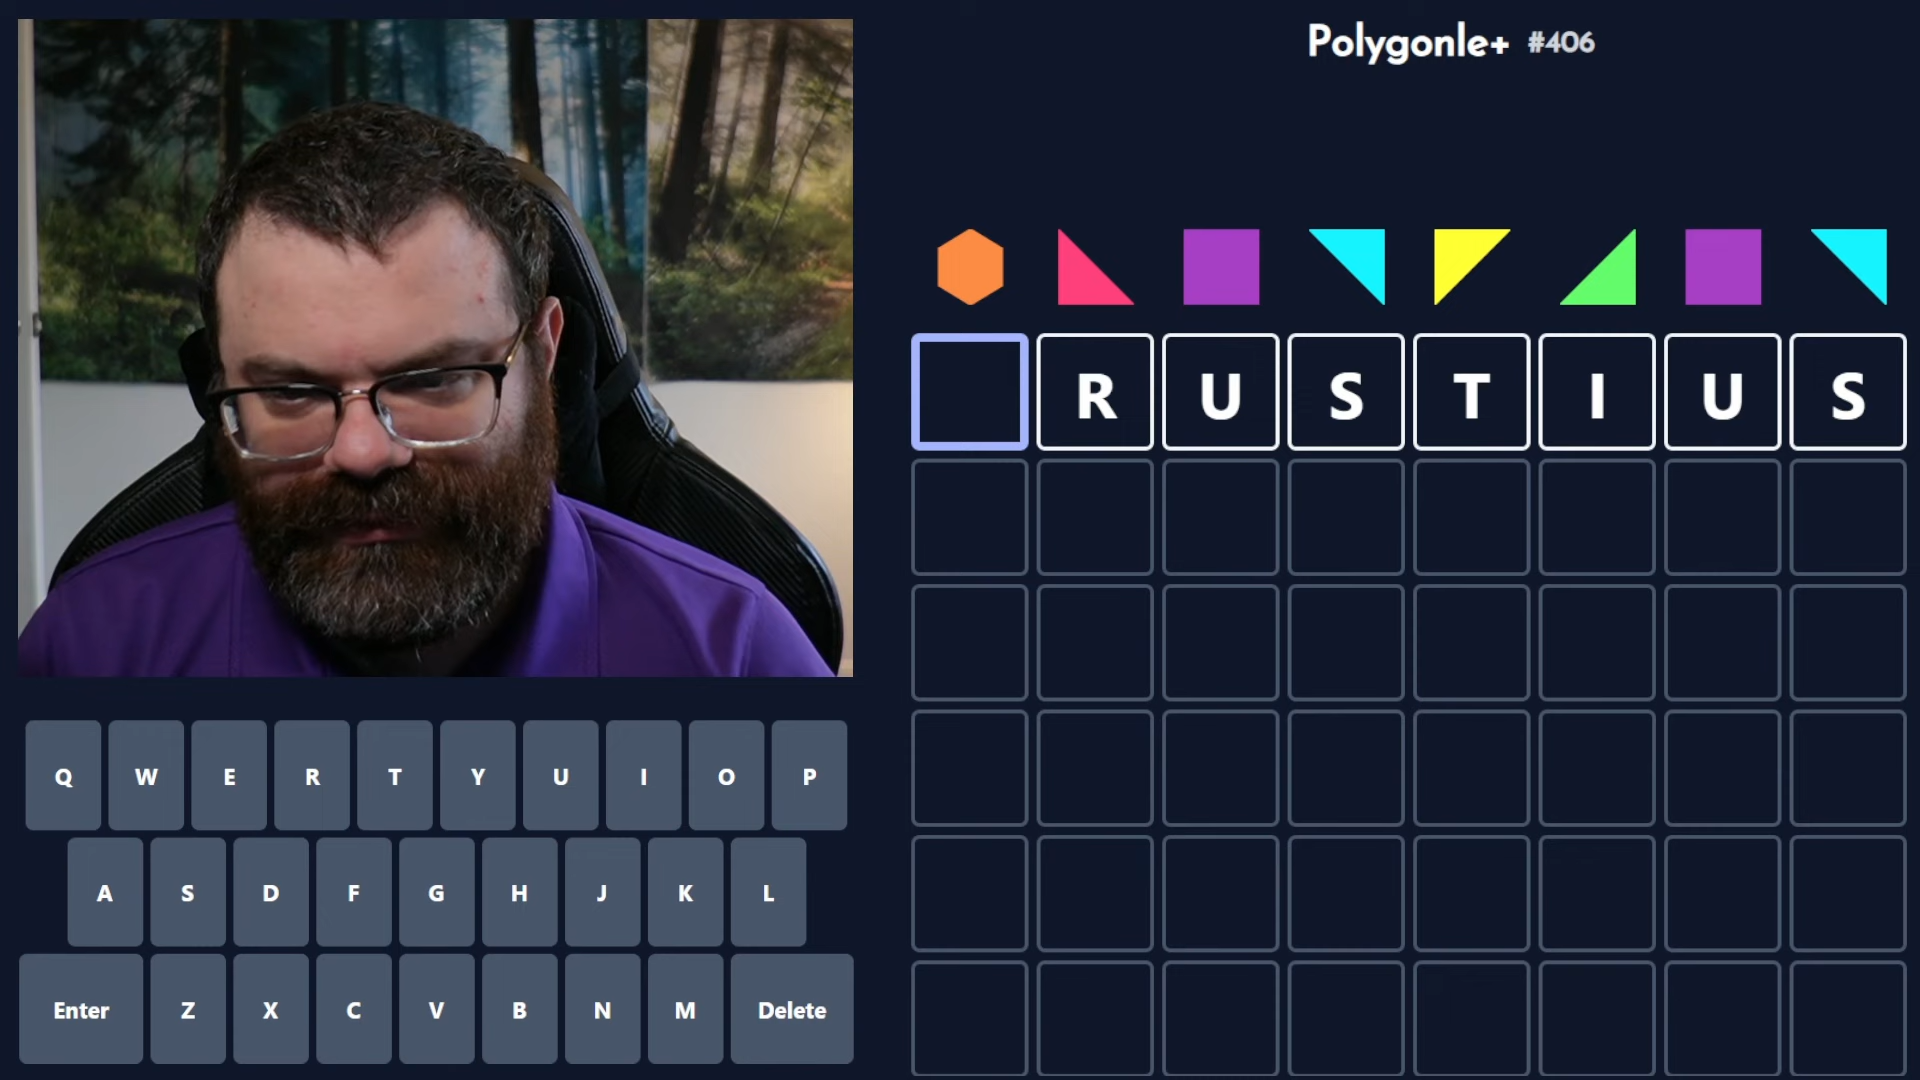 Polygonle+ #406
R U S T I U S
Q W E R T Y U I O P
A S D F G H J K L
Enter Z X C V B N M Delete